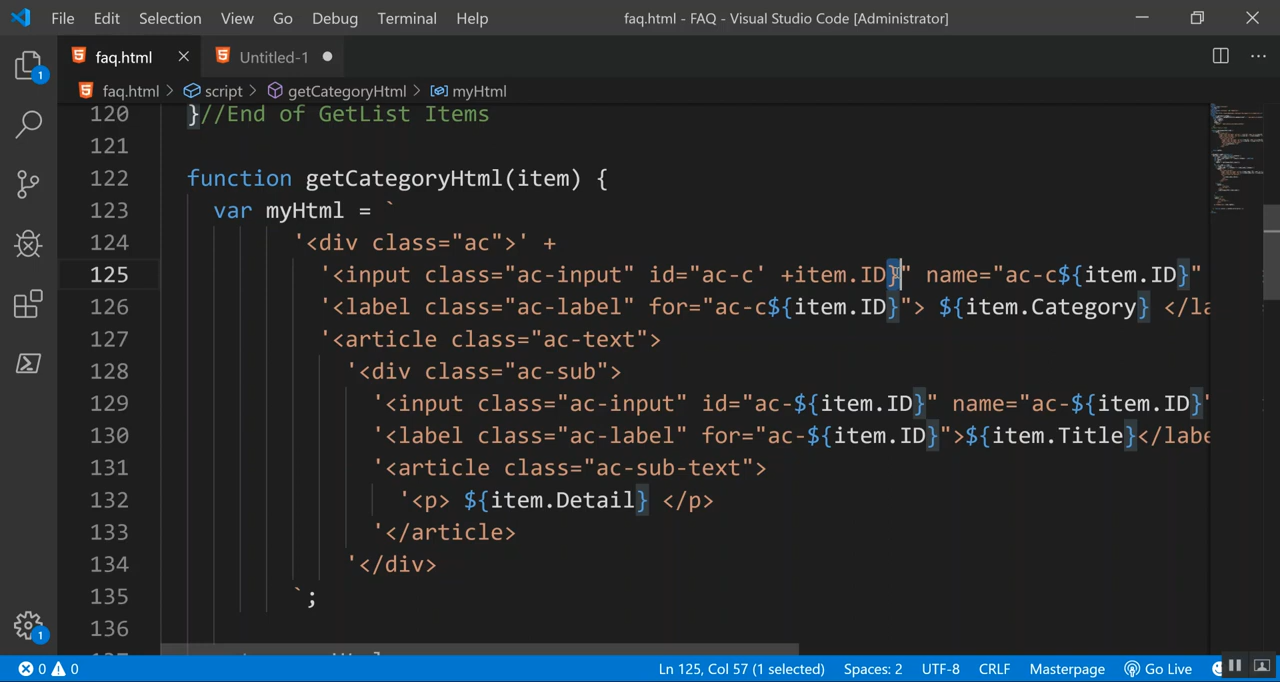 File Edit Selection View Go Debug Terminal Help faq.html - FAQ - Visual Studio Code [Administrator]
faq.html Untitled-1
faq.html > script > getCategoryHtml > myHtml
120 }//End of GetList Items
121
122 function getCategoryHtml(item) {
123 var myHtml = `
124 '<div class="ac">' +
125 '<input class="ac-input" id="ac-c' +item.ID}" name="ac-c${item.ID}"
126 '<label class="ac-label" for="ac-c${item.ID}"> ${item.Category} </la
127 '<article class="ac-text">
128 '<div class="ac-sub">
129 '<input class="ac-input" id="ac-${item.ID}" name="ac-${item.ID}"
130 '<label class="ac-label" for="ac-${item.ID}">${item.Title}</labe
131 '<article class="ac-sub-text">
132 '<p> ${item.Detail} </p>
133 '</article>
134 '</div>
135 `;
136
1
1
0 0 Ln 125, Col 57 (1 selected) Spaces: 2 UTF-8 CRLF Masterpage Go Live